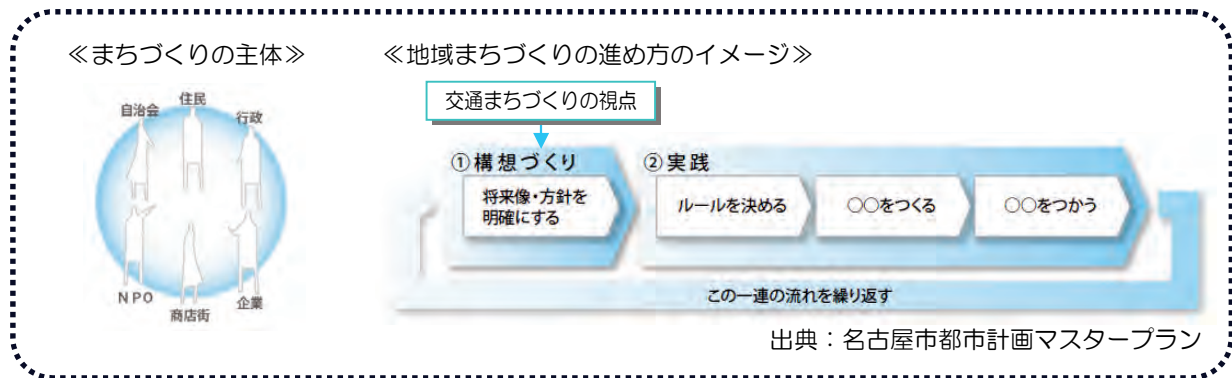 ≪まちづくりの主体≫
自治会
住民
行政
NPO
商店街
企業
≪地域まちづくりの進め方のイメージ≫
交通まちづくりの視点
①構想づくり
将来像・方針を
明確にする
②実践
ルールを決める
○○をつくる
○○をつかう
この一連の流れを繰り返す
出典：名古屋市都市計画マスタープラン